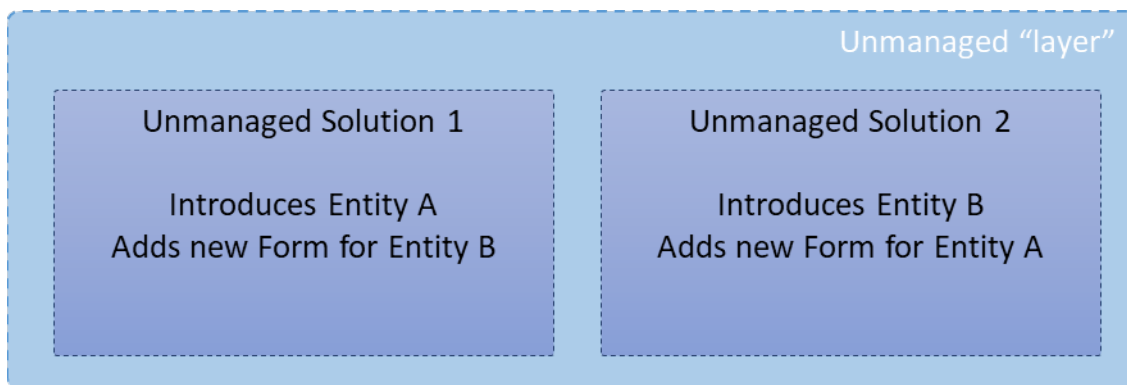 Unmanaged “layer”
Unmanaged Solution 1
Introduces Entity A
Adds new Form for Entity B
Unmanaged Solution 2
Introduces Entity B
Adds new Form for Entity A